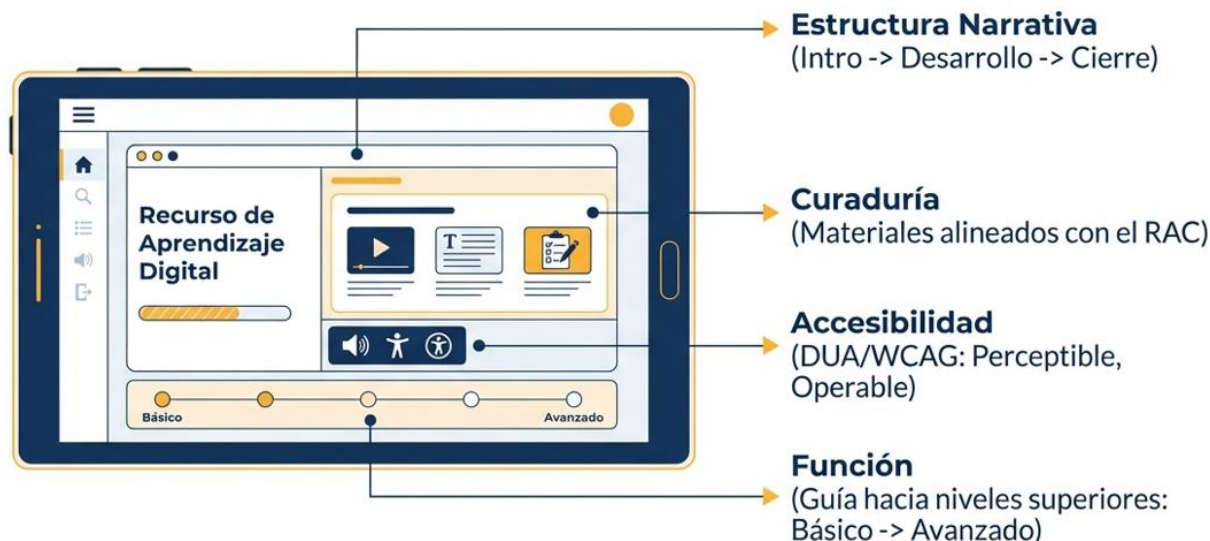 Estructura Narrativa
(Intro -> Desarrollo -> Cierre)
Recurso de
Aprendizaje
Digital
T
Curaduría
(Materiales alineados con el RAC)
Accesibilidad
(DUA/WCAG: Perceptible,
Operable)
Básico
Avanzado
Función
(Guía hacia niveles superiores:
Básico -> Avanzado)